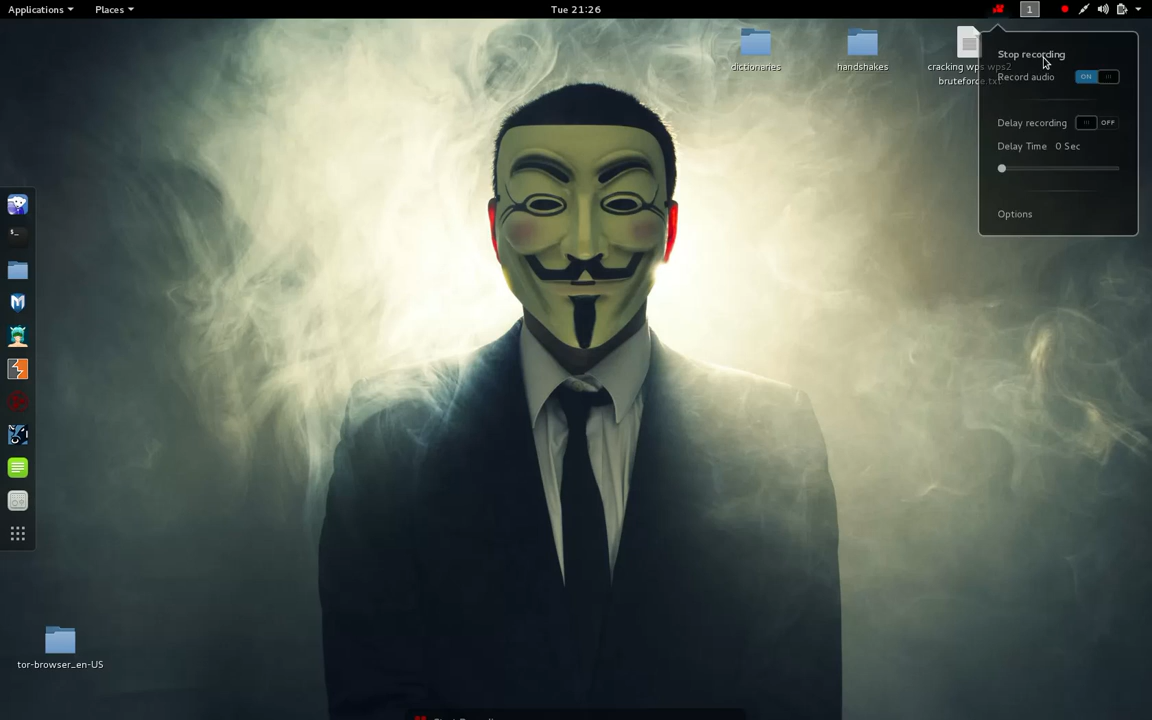 Applications
Places
Tue 21:26
1
dictionaries
handshakes
cracking wps wps2
bruteforce.txt
Stop recording
Record audio
ON
Delay recording
OFF
Delay Time 0 Sec
Options
tor-browser_en-US